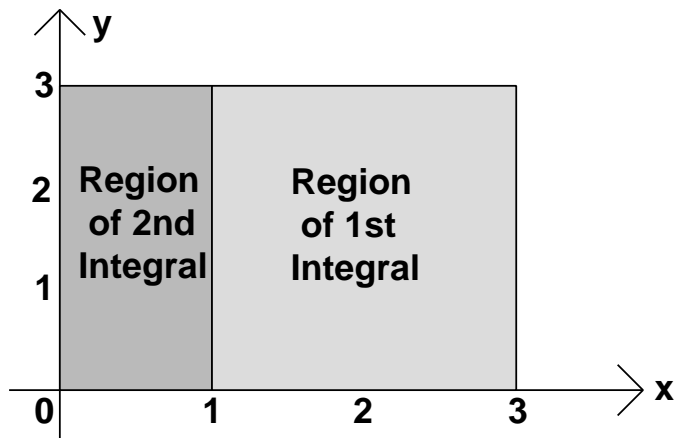 y
3
2
1
0
Region
of 2nd
Integral
Region
of 1st
Integral
1
2
3
x